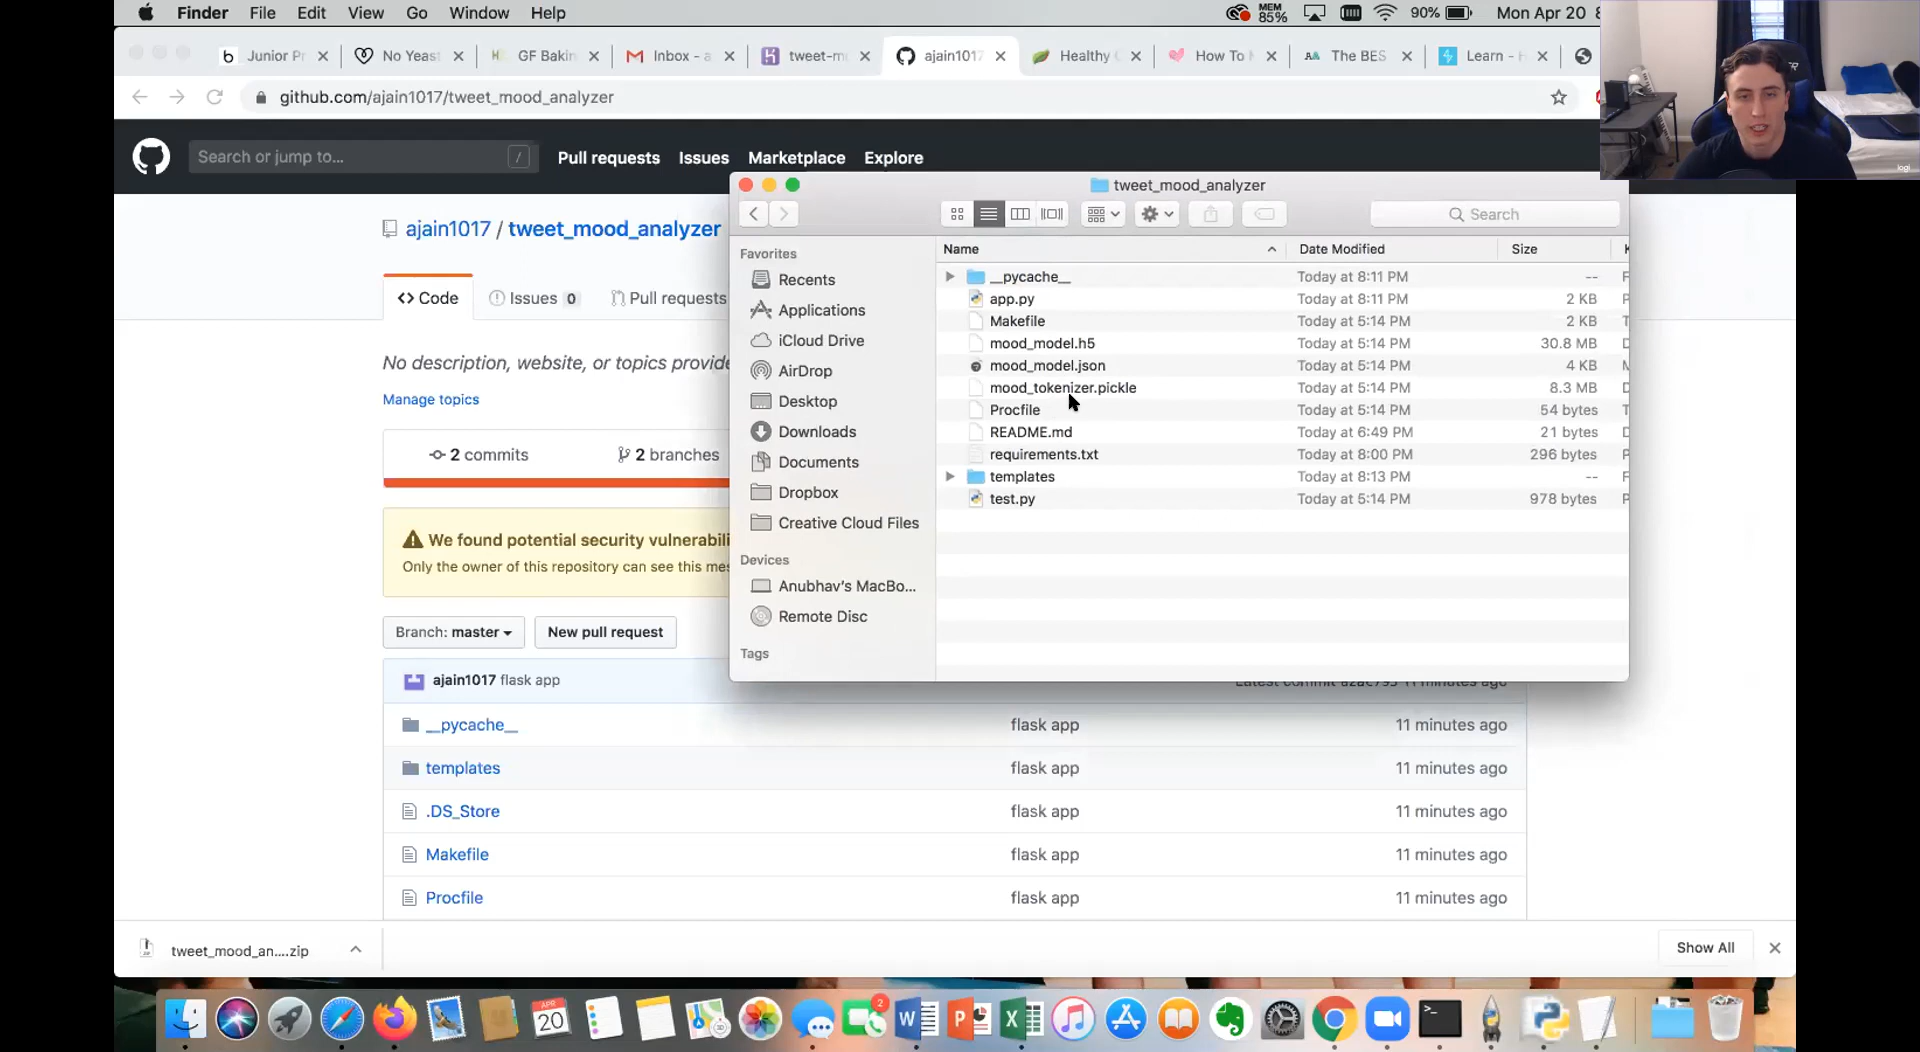 Finder File Edit View Go Window Help MEM 85% 90% Mon Apr 20 8
Junior Pr No Yeast GF Bakin Inbox - a tweet-m ajain1017 Healthy How To The BES Learn - H
github.com/ajain1017/tweet_mood_analyzer
Search or jump to... / Pull requests Issues Marketplace Explore
logi
ajain1017 / tweet_mood_analyzer
Code Issues 0 Pull requests
No description, website, or topics provide
Manage topics
2 commits 2 branches
We found potential security vulnerabili
Only the owner of this repository can see this mes
Branch: master New pull request
ajain1017 flask app
__pycache__ flask app 11 minutes ago
templates flask app 11 minutes ago
.DS_Store flask app 11 minutes ago
Makefile flask app 11 minutes ago
Procfile flask app 11 minutes ago
tweet_mood_analyzer
Search
Favorites
Recents
Applications
iCloud Drive
AirDrop
Desktop
Downloads
Documents
Dropbox
Creative Cloud Files
Devices
Anubhav's MacBo...
Remote Disc
Tags
Name Date Modified Size
__pycache__ Today at 8:11 PM --
app.py Today at 8:11 PM 2 KB
Makefile Today at 5:14 PM 2 KB
mood_model.h5 Today at 5:14 PM 30.8 MB
mood_model.json Today at 5:14 PM 4 KB
mood_tokenizer.pickle Today at 5:14 PM 8.3 MB
Procfile Today at 5:14 PM 54 bytes
README.md Today at 6:49 PM 21 bytes
requirements.txt Today at 8:00 PM 296 bytes
templates Today at 8:13 PM --
test.py Today at 5:14 PM 978 bytes
tweet_mood_an....zip
Show All
APR
20
2